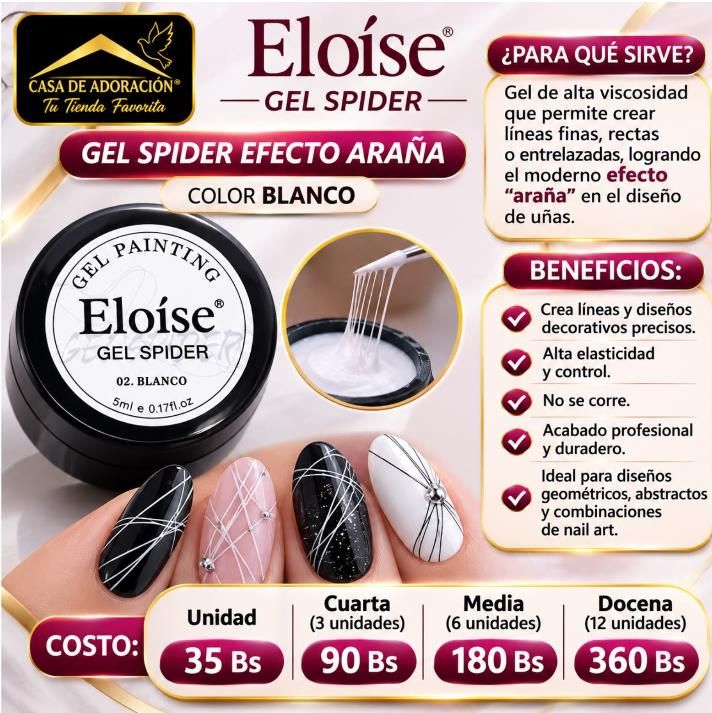 CASA DE ADORACIÓN®
Tu Tienda Favorita
Eloíse®
GEL SPIDER
GEL SPIDER EFECTO ARAÑA
COLOR BLANCO
GEL PAINTING
Eloíse®
GEL SPIDER
02. BLANCO
5ml e 0.17fl.oz
¿PARA QUÉ SIRVE?
Gel de alta viscosidad
que permite crear
líneas finas, rectas
o entrelazadas, logrando
el moderno efecto
“araña” en el diseño
de uñas.
BENEFICIOS:
Crea líneas y diseños
decorativos precisos.
Alta elasticidad
y control.
No se corre.
Acabado profesional
y duradero.
Ideal para diseños
geométricos, abstractos
y combinaciones
de nail art.
COSTO:
Unidad
35 Bs
Cuarta
(3 unidades)
90 Bs
Media
(6 unidades)
180 Bs
Docena
(12 unidades)
360 Bs